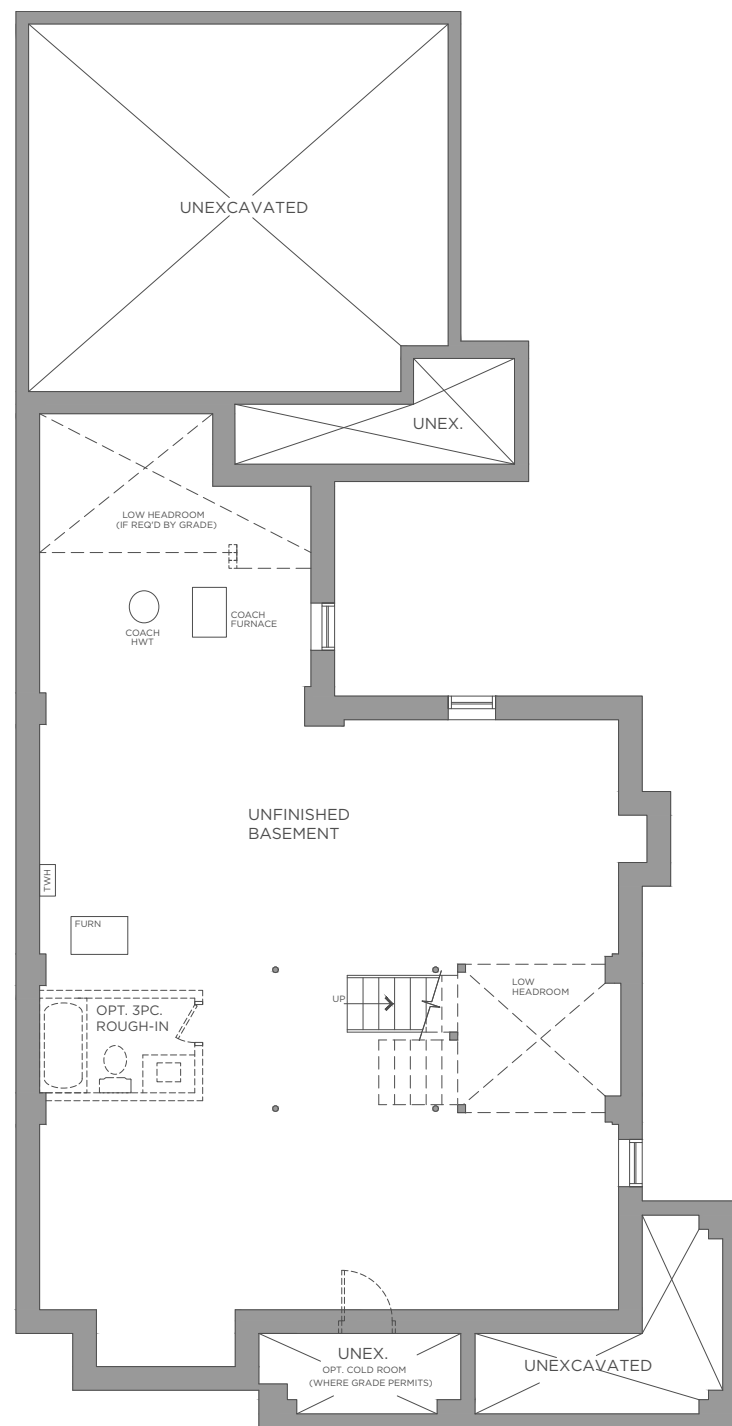 UNEXCAVATED
UNEX.
LOW HEADROOM
(IF REQ'D BY GRADE)
COACH
HWT
COACH
FURNACE
UNFINISHED
BASEMENT
TWH
FURN
OPT. 3PC.
ROUGH-IN
UP
LOW
HEADROOM
UNEX.
OPT. COLD ROOM
(WHERE GRADE PERMITS)
UNEXCAVATED